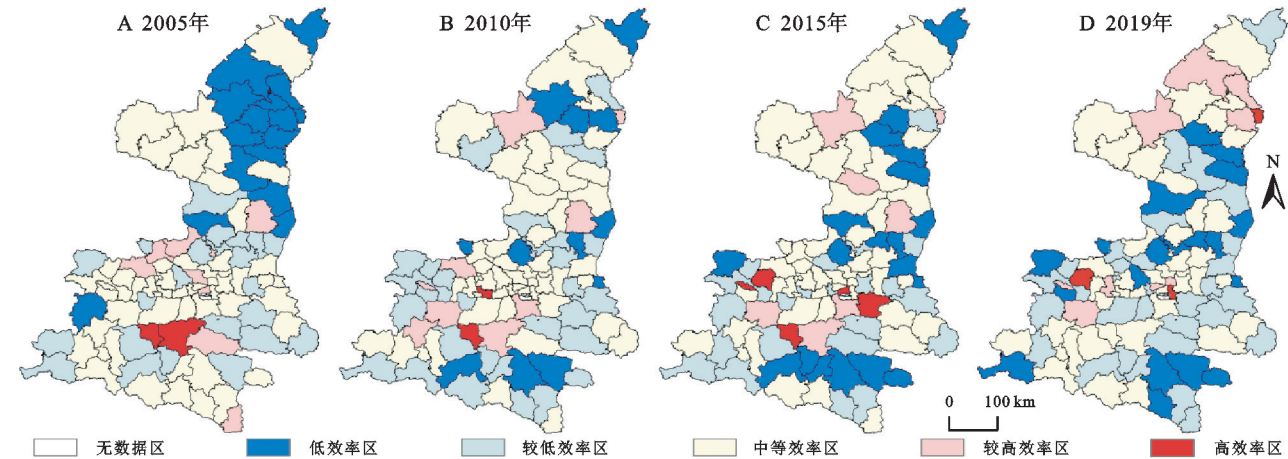 A 2005年
B 2010年
C 2015年
D 2019年
N
0 100 km
无数据区
低效率区
较低效率区
中等效率区
较高效率区
高效率区